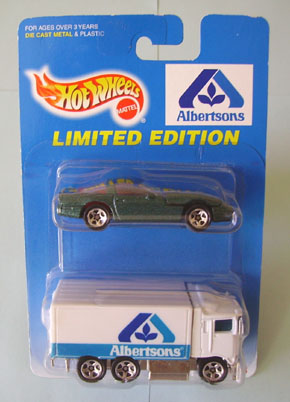 FOR AGES OVER 3 YEARS
DIE CAST METAL & PLASTIC
HOT WHEELS
MATTEL
Albertsons
LIMITED EDITION
Albertsons